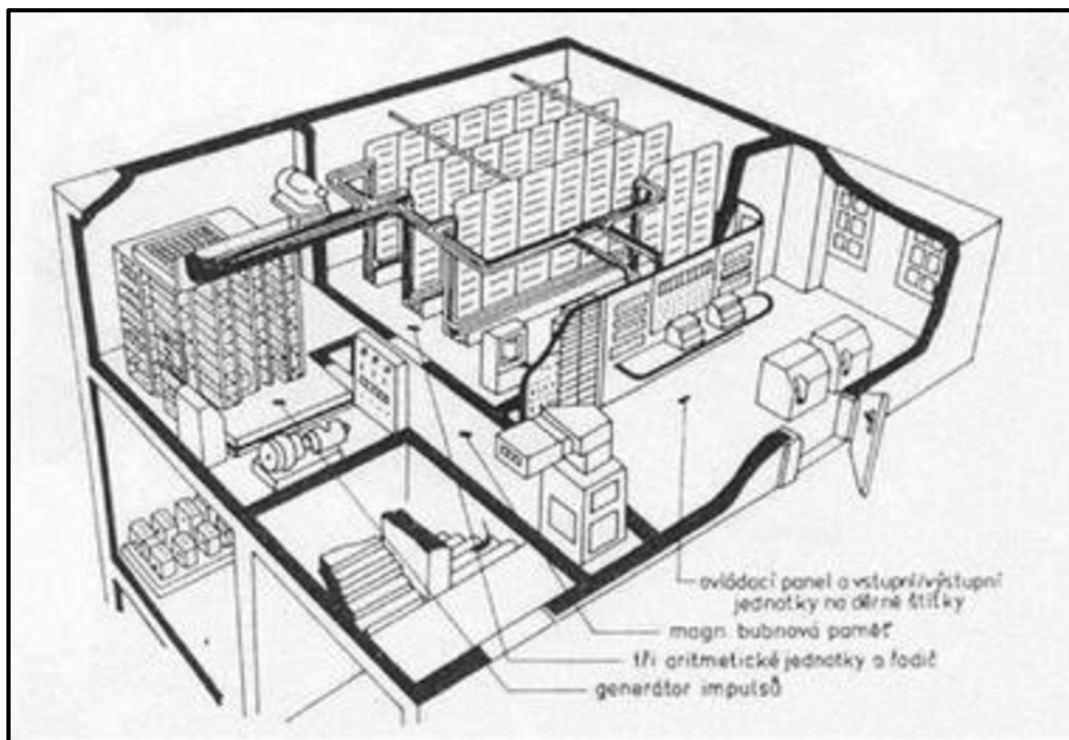 ovládací panel a vstupní/výstupní
jednotky na děrné štítky
magn. bubnová paměť
tři aritmetické jednotky a řadič
generátor impulsů